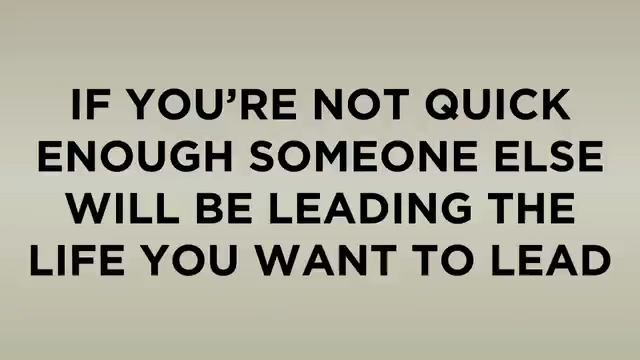 IF YOU’RE NOT QUICK
ENOUGH SOMEONE ELSE
WILL BE LEADING THE
LIFE YOU WANT TO LEAD